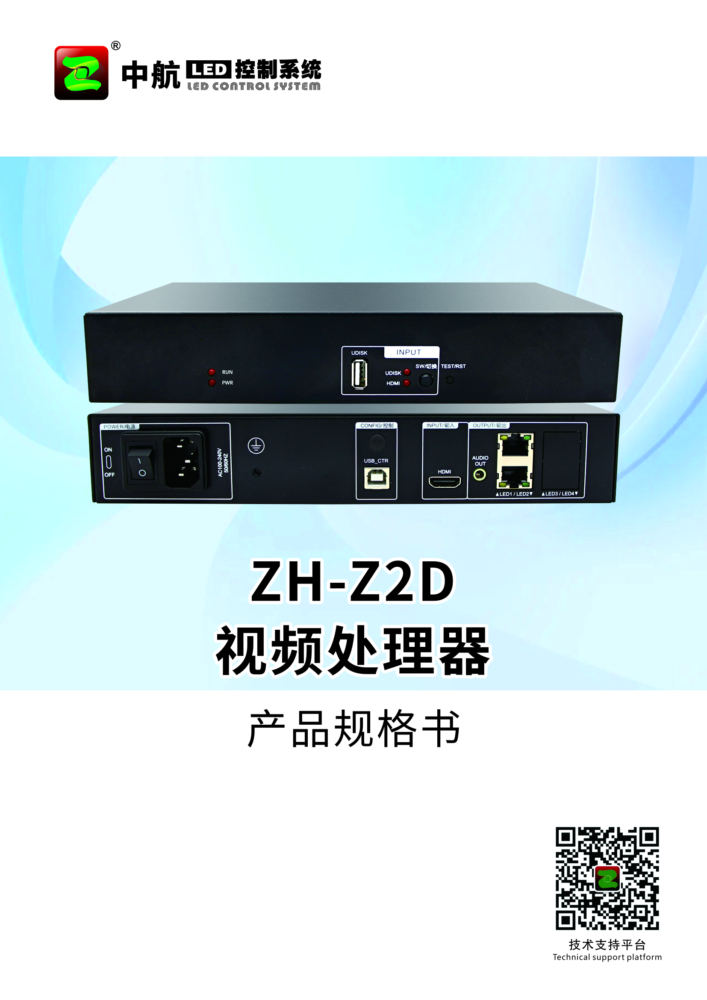 ®
中航 LED 控制系统
LED CONTROL SYSTEM
UDISK
INPUT
SW/切换
TEST/RST
RUN
UDISK
PWR
HDMI
POWER/电源
CONFIG/控制
INPUT/输入
OUTPUT/输出
ON
OFF
AC100-240V
50/60HZ
USB_CTR
HDMI
AUDIO
OUT
▲LED1 / LED2▼
▲LED3 / LED4▼
ZH-Z2D
视频处理器
产品规格书
技术支持平台
Technical support platform